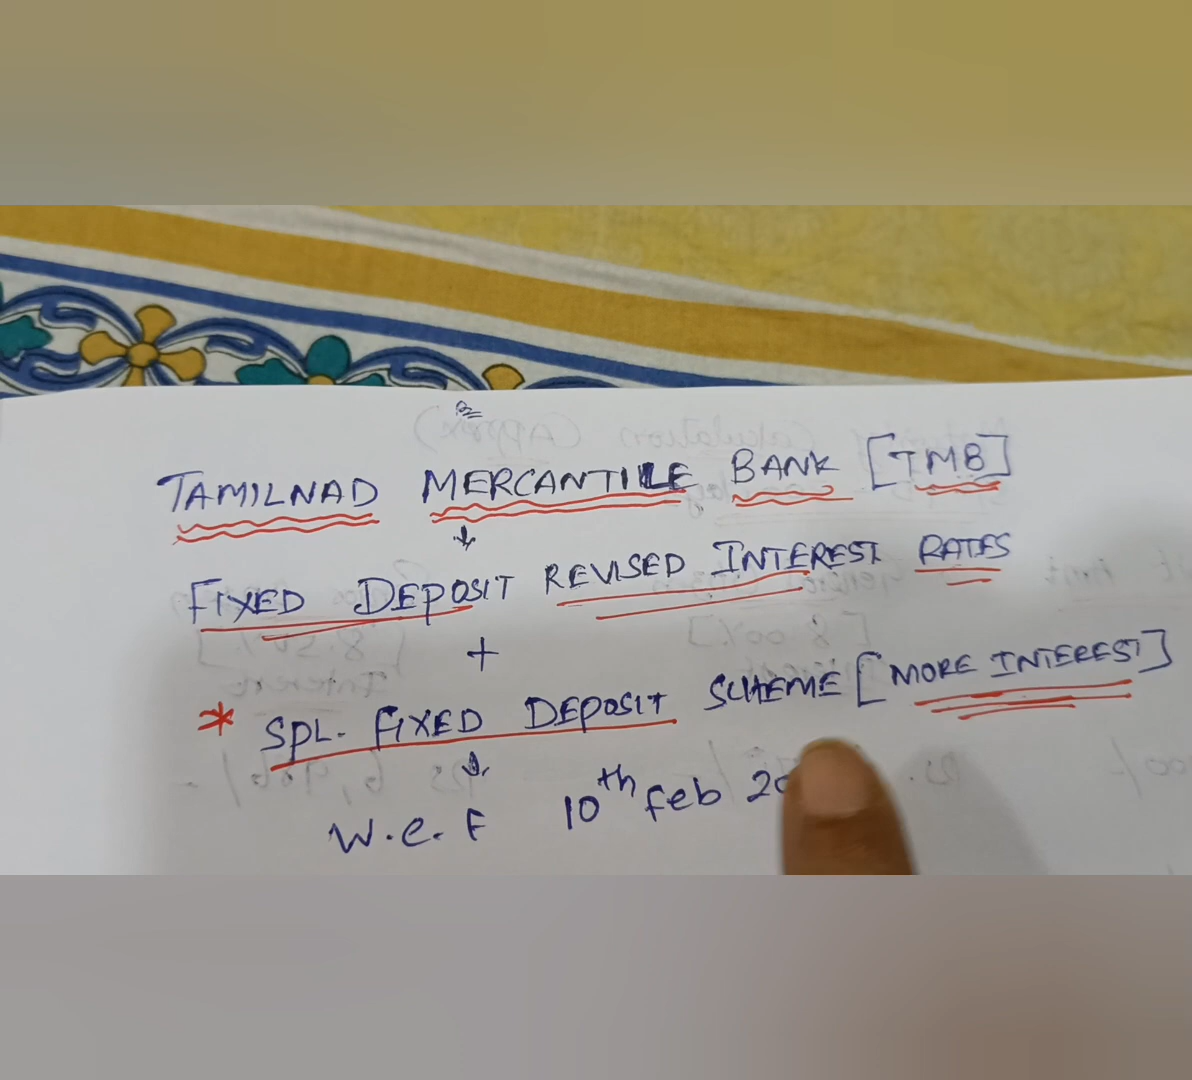 TAMILNAD MERCANTILE BANK [TMB]
FIXED DEPOSIT REVISED INTEREST RATES
+
* SPL. FIXED DEPOSIT SCHEME [MORE INTEREST]
W.e.F 10th feb